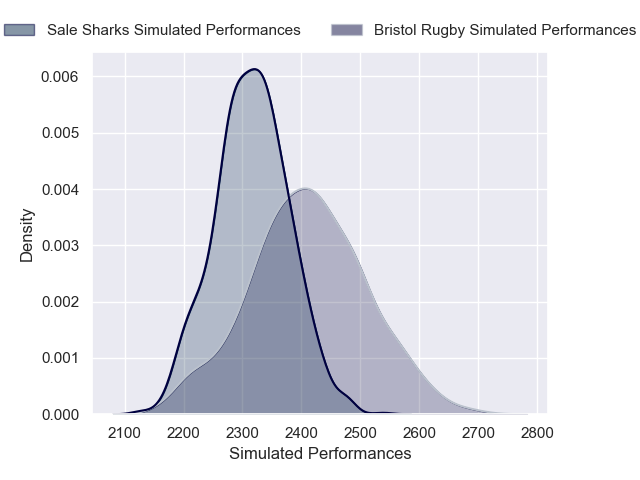 Sale Sharks Simulated Performances Bristol Rugby Simulated Performances
0.006
0.005
0.004
0.003
0.002
0.001
0.000
Density
2100 2200 2300 2400 2500 2600 2700 2800
Simulated Performances